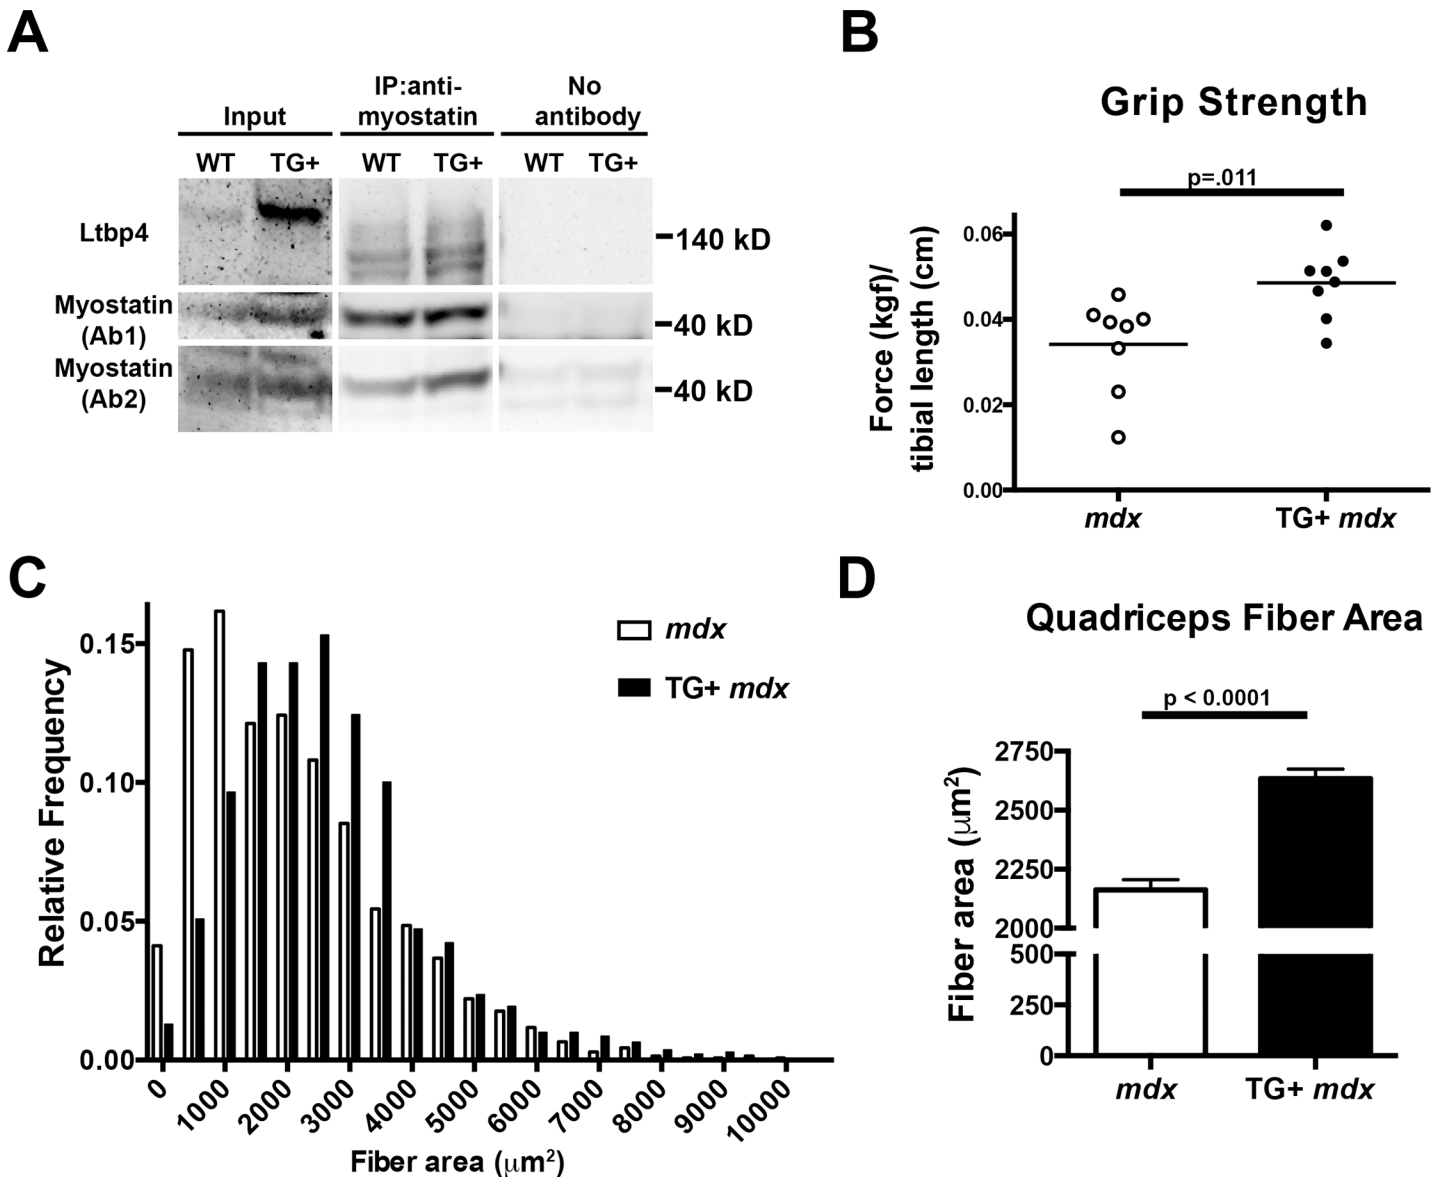 A
IP:anti-
myostatin
No
antibody
Input
WT TG+ WT TG+ WT TG+
Ltbp4
140 kD
Myostatin
(Ab1)
40 kD
Myostatin
(Ab2)
40 kD
B
Grip Strength
p=.011
Force (kgf)/
tibial length (cm)
0.06
0.04
0.02
0.00
mdx TG+ mdx
C
mdx
TG+ mdx
Relative Frequency
0.15
0.10
0.05
0.00
0 1000 2000 3000 4000 5000 6000 7000 8000 9000 10000
Fiber area (μm²)
D
Quadriceps Fiber Area
p < 0.0001
Fiber area (μm²)
2750
2500
2250
2000
500
250
0
mdx TG+ mdx